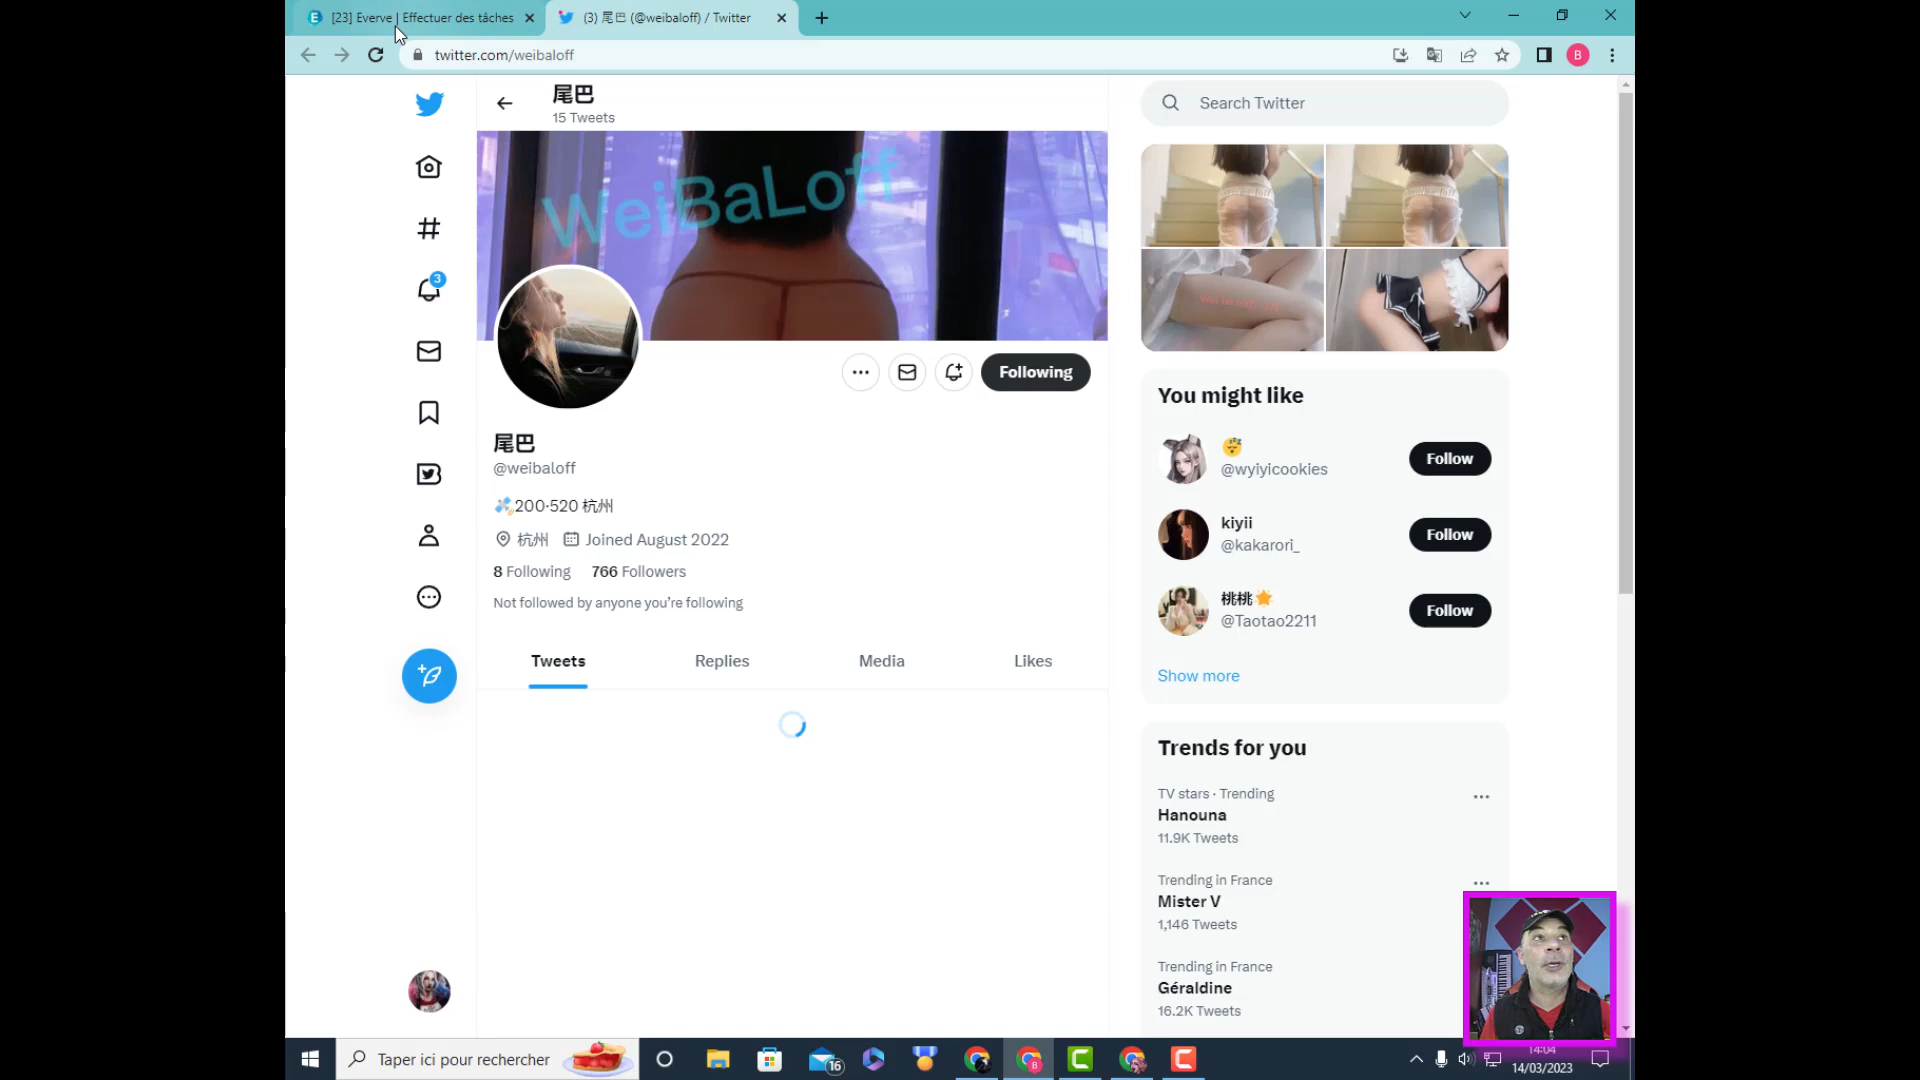 [23] Everve | Effectuer des tâches
(3) 尾巴 (@weibaloff) / Twitter
twitter.com/weibaloff
B
尾巴
15 Tweets
Search Twitter
WeiBaLoff
3
Following
尾巴
@weibaloff
200·520 杭州
杭州 Joined August 2022
8 Following 766 Followers
Not followed by anyone you're following
Tweets Replies Media Likes
You might like
@wyiyicookies
Follow
kiyii
@kakarori_
Follow
桃桃
@Taotao2211
Follow
Show more
Trends for you
TV stars · Trending
Hanouna
11.9K Tweets
Trending in France
Mister V
1,146 Tweets
Trending in France
Géraldine
16.2K Tweets
Taper ici pour rechercher
16
14:04
14/03/2023